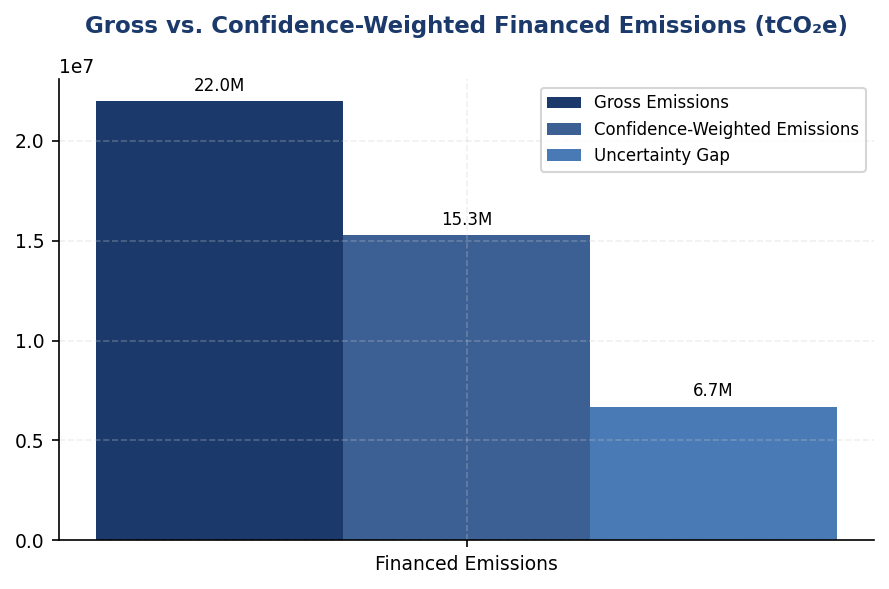 Gross vs. Confidence-Weighted Financed Emissions (tCO₂e)
1e7
22.0M
Gross Emissions
Confidence-Weighted Emissions
Uncertainty Gap
2.0
15.3M
1.5
1.0
6.7M
0.5
0.0
Financed Emissions